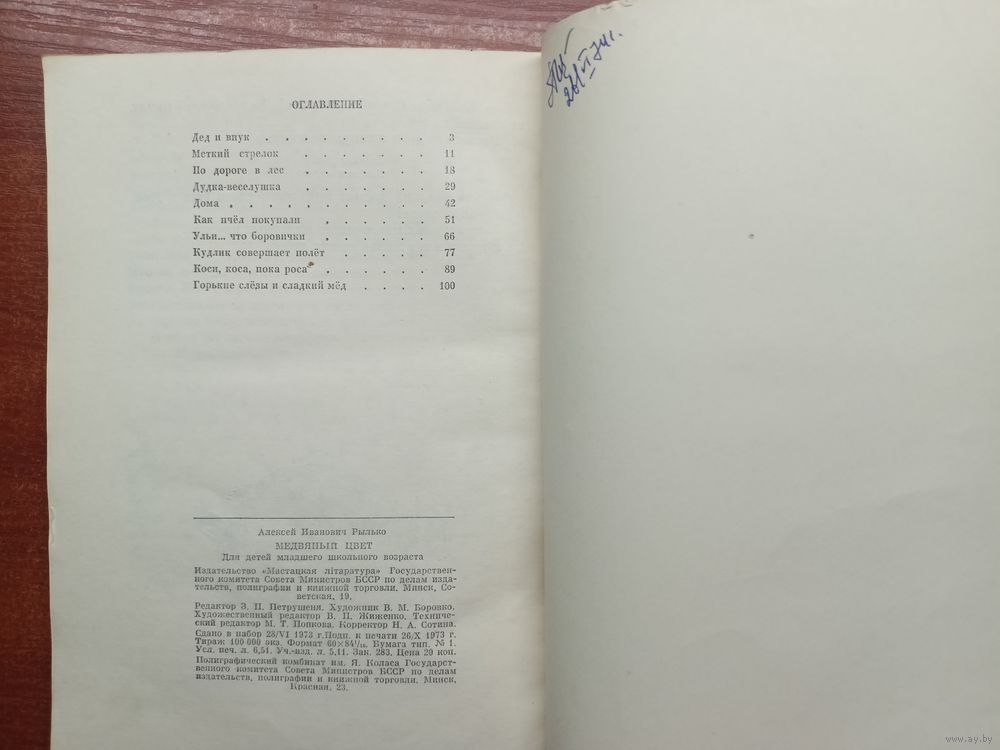 ОГЛАВЛЕНИЕ
Дед и внук . . . . . . . . . 3
Меткий стрелок . . . . . . . 11
По дороге в лес . . . . . . . 18
Дудка-веселушка . . . . . . . 29
Дома . . . . . . . . . . . 42
Как пчёл покупали . . . . . . 51
Ульи... что боровички . . . . . . 66
Кудлик совершает полёт . . . . . 77
Коси, коса, пока роса . . . . . . 89
Горькие слёзы и сладкий мёд . . . . 100
Алексей Иванович Рылько
МЕДВЯНЫЙ ЦВЕТ
Для детей младшего школьного возраста
Издательство «Мастацкая літаратура» Государствен-
ного комитета Совета Министров БССР по делам изда-
тельств, полиграфии и книжной торговли. Минск, Со-
ветская, 19.
Редактор З. П. Петрушеня. Художник В. М. Боровко.
Художественный редактор В. П. Жиженко. Техничес-
кий редактор М. Т. Попкова. Корректор Н. А. Сотина.
Сдано в набор 28/VI 1973 г. Подп. к печати 26/X 1973 г.
Тираж 100 000 экз. Формат 60×84¹/₁₆. Бумага тип. № 1.
Усл. печ. л. 6,51. Уч.-изд. л. 5,11. Зак. 283. Цена 20 коп.
Полиграфический комбинат им. Я. Коласа Государст-
венного комитета Совета Министров БССР по делам
издательств, полиграфии и книжной торговли. Минск,
Красная, 23.
www.ay.by